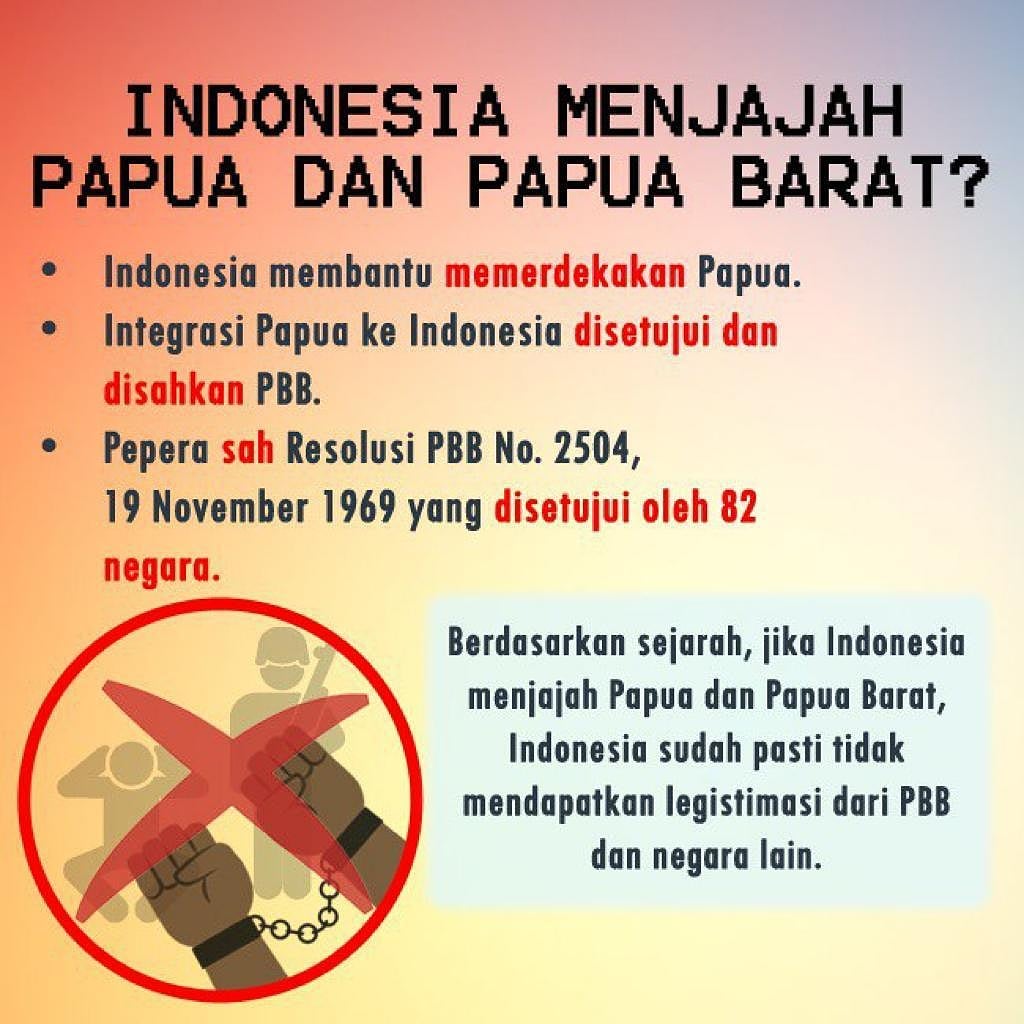 INDONESIA MENJAJAH
PAPUA DAN PAPUA BARAT?
• Indonesia membantu memerdekakan Papua.
• Integrasi Papua ke Indonesia disetujui dan
disahkan PBB.
• Pepera sah Resolusi PBB No. 2504,
19 November 1969 yang disetujui oleh 82
negara.
Berdasarkan sejarah, jika Indonesia
menjajah Papua dan Papua Barat,
Indonesia sudah pasti tidak
mendapatkan legistimasi dari PBB
dan negara lain.